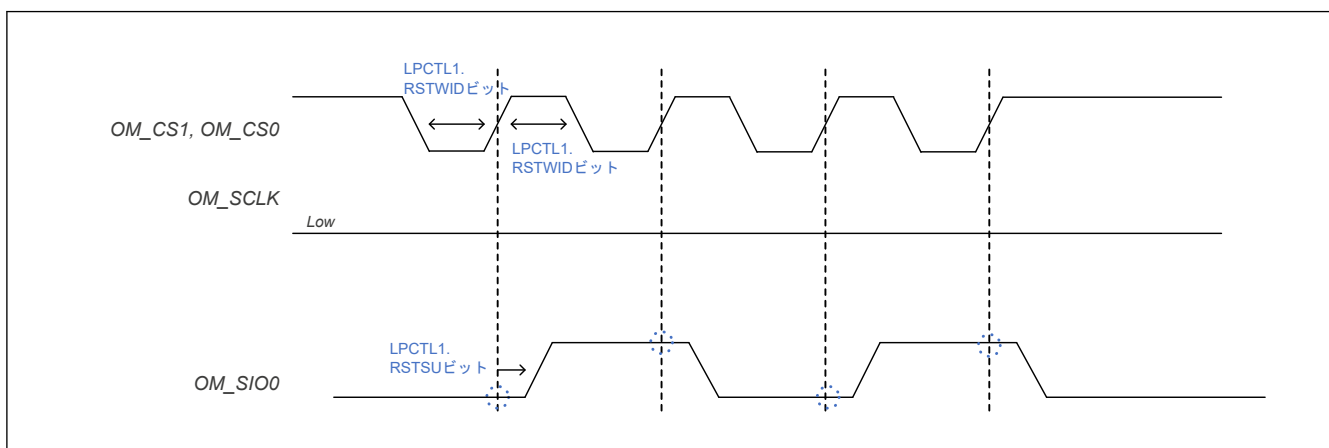 LPCTL1.
RSTWIDビット
OM_CS1, OM_CS0
LPCTL1.
RSTWIDビット
OM_SCLK
Low
LPCTL1.
RSTSUビット
OM_SIO0